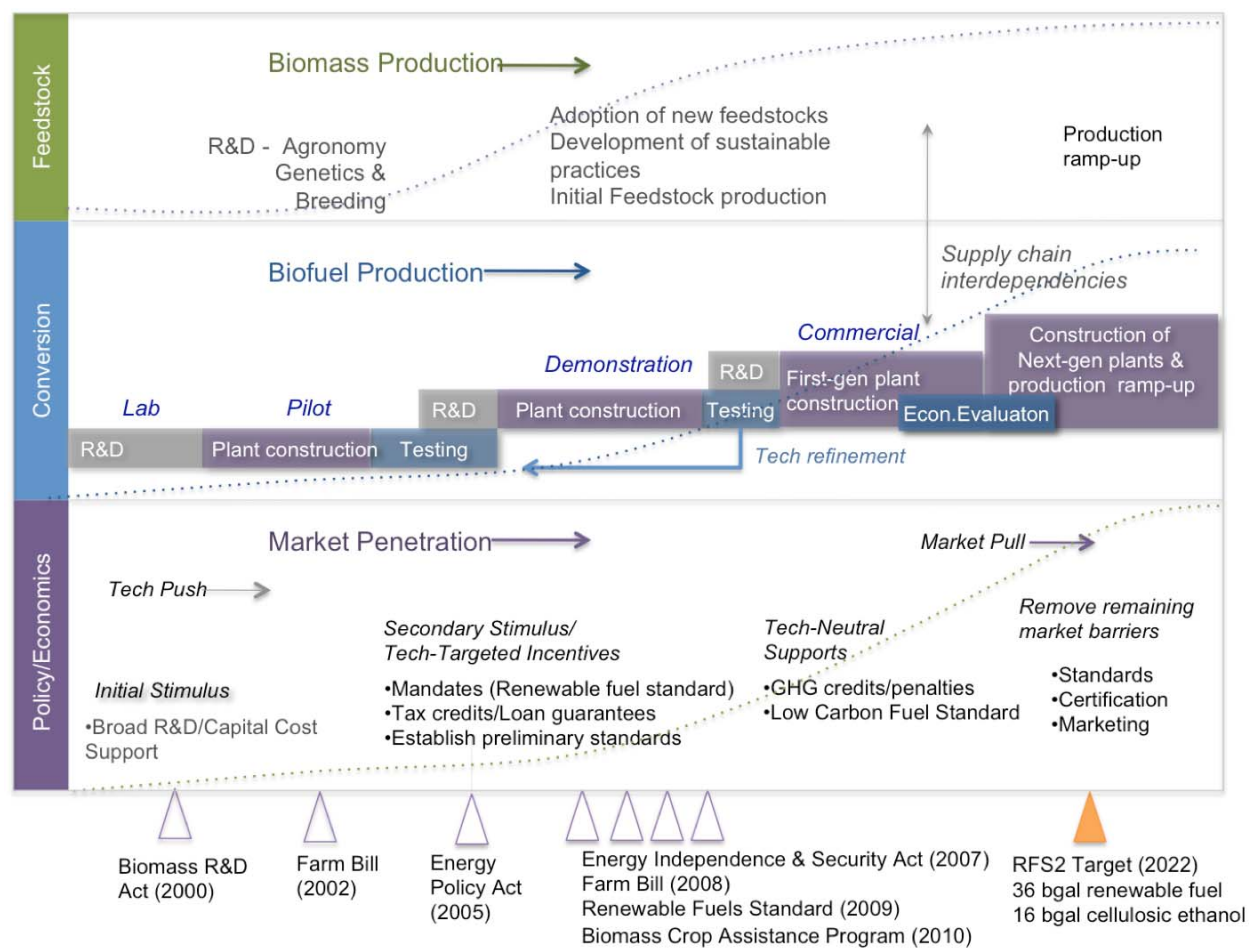 Feedstock
Biomass Production
R&D - Agronomy
Genetics &
Breeding
Adoption of new feedstocks
Development of sustainable
practices
Initial Feedstock production
Production
ramp-up
Conversion
Biofuel Production
Supply chain
interdependencies
Lab
Pilot
Demonstration
Commercial
R&D
Plant construction
Testing
R&D
Plant construction
R&D
Testing
First-gen plant
construction
Econ.Evaluaton
Construction of
Next-gen plants &
production ramp-up
Tech refinement
Policy/Economics
Market Penetration
Market Pull
Tech Push
Initial Stimulus
•Broad R&D/Capital Cost
Support
Secondary Stimulus/
Tech-Targeted Incentives
•Mandates (Renewable fuel standard)
•Tax credits/Loan guarantees
•Establish preliminary standards
Tech-Neutral
Supports
•GHG credits/penalties
•Low Carbon Fuel Standard
Remove remaining
market barriers
•Standards
•Certification
•Marketing
Biomass R&D
Act (2000)
Farm Bill
(2002)
Energy
Policy Act
(2005)
Energy Independence & Security Act (2007)
Farm Bill (2008)
Renewable Fuels Standard (2009)
Biomass Crop Assistance Program (2010)
RFS2 Target (2022)
36 bgal renewable fuel
16 bgal cellulosic ethanol